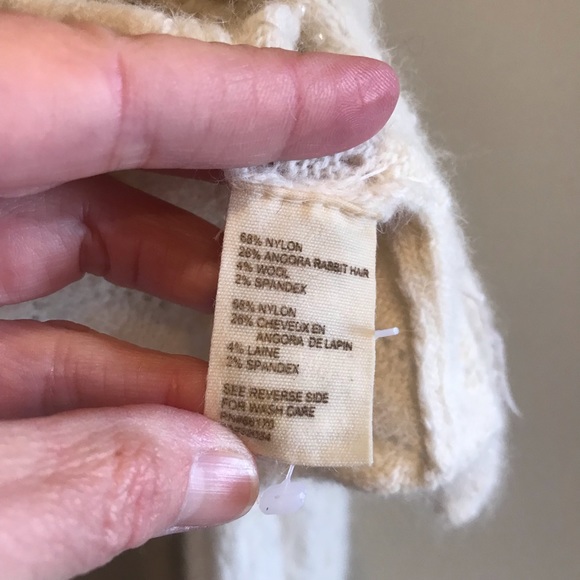 68% NYLON
26% ANGORA RABBIT HAIR
4% WOOL
2% SPANDEX
68% NYLON
26% CHEVEUX EN
ANGORA DE LAPIN
4% LAINE
2% SPANDEX
SEE REVERSE SIDE
FOR WASH CARE